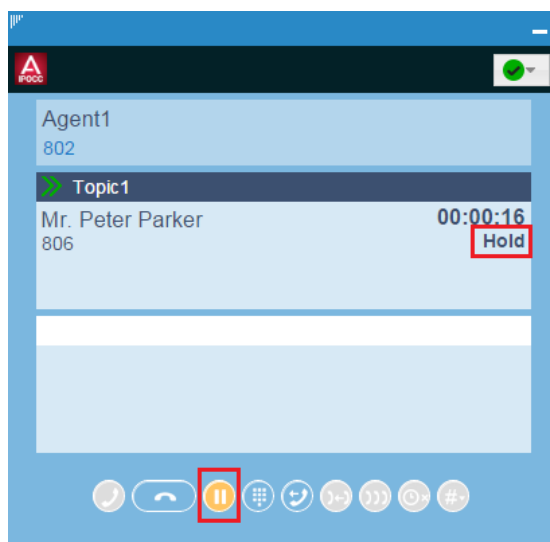 IPOCC
Agent1
802
Topic1
Mr. Peter Parker
00:00:16
806
Hold